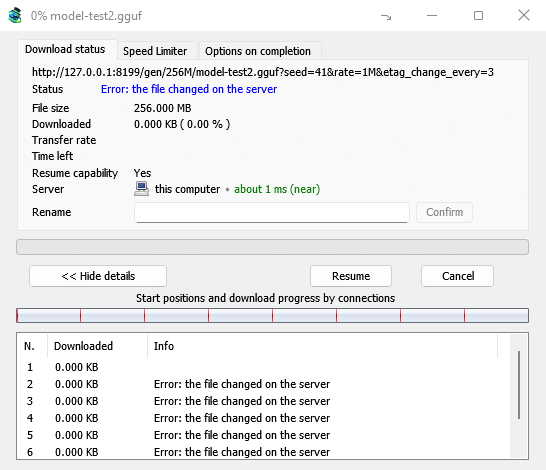 0% model-test2.gguf
Download status Speed Limiter Options on completion
http://127.0.0.1:8199/gen/256M/model-test2.gguf?seed=41&rate=1M&etag_change_every=3
Status Error: the file changed on the server
File size 256.000 MB
Downloaded 0.000 KB ( 0.00 % )
Transfer rate
Time left
Resume capability Yes
Server this computer • about 1 ms (near)
Rename Confirm
<< Hide details Resume Cancel
Start positions and download progress by connections
N. Downloaded Info
1 0.000 KB
2 0.000 KB Error: the file changed on the server
3 0.000 KB Error: the file changed on the server
4 0.000 KB Error: the file changed on the server
5 0.000 KB Error: the file changed on the server
6 0.000 KB Error: the file changed on the server